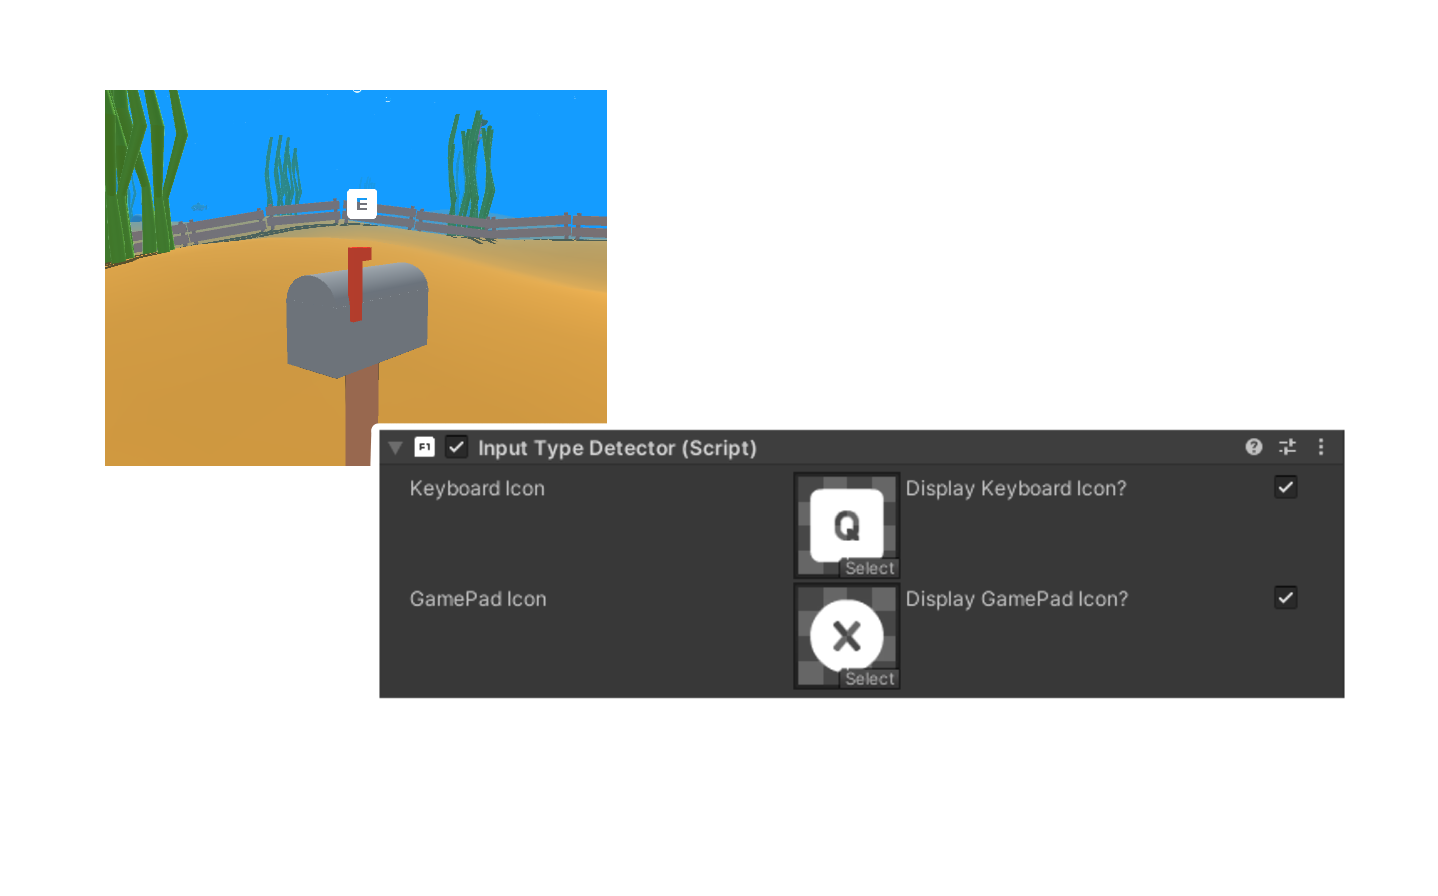 E
F1
Input Type Detector (Script)
?
Keyboard Icon
Q
Select
Display Keyboard Icon?
GamePad Icon
X
Select
Display GamePad Icon?